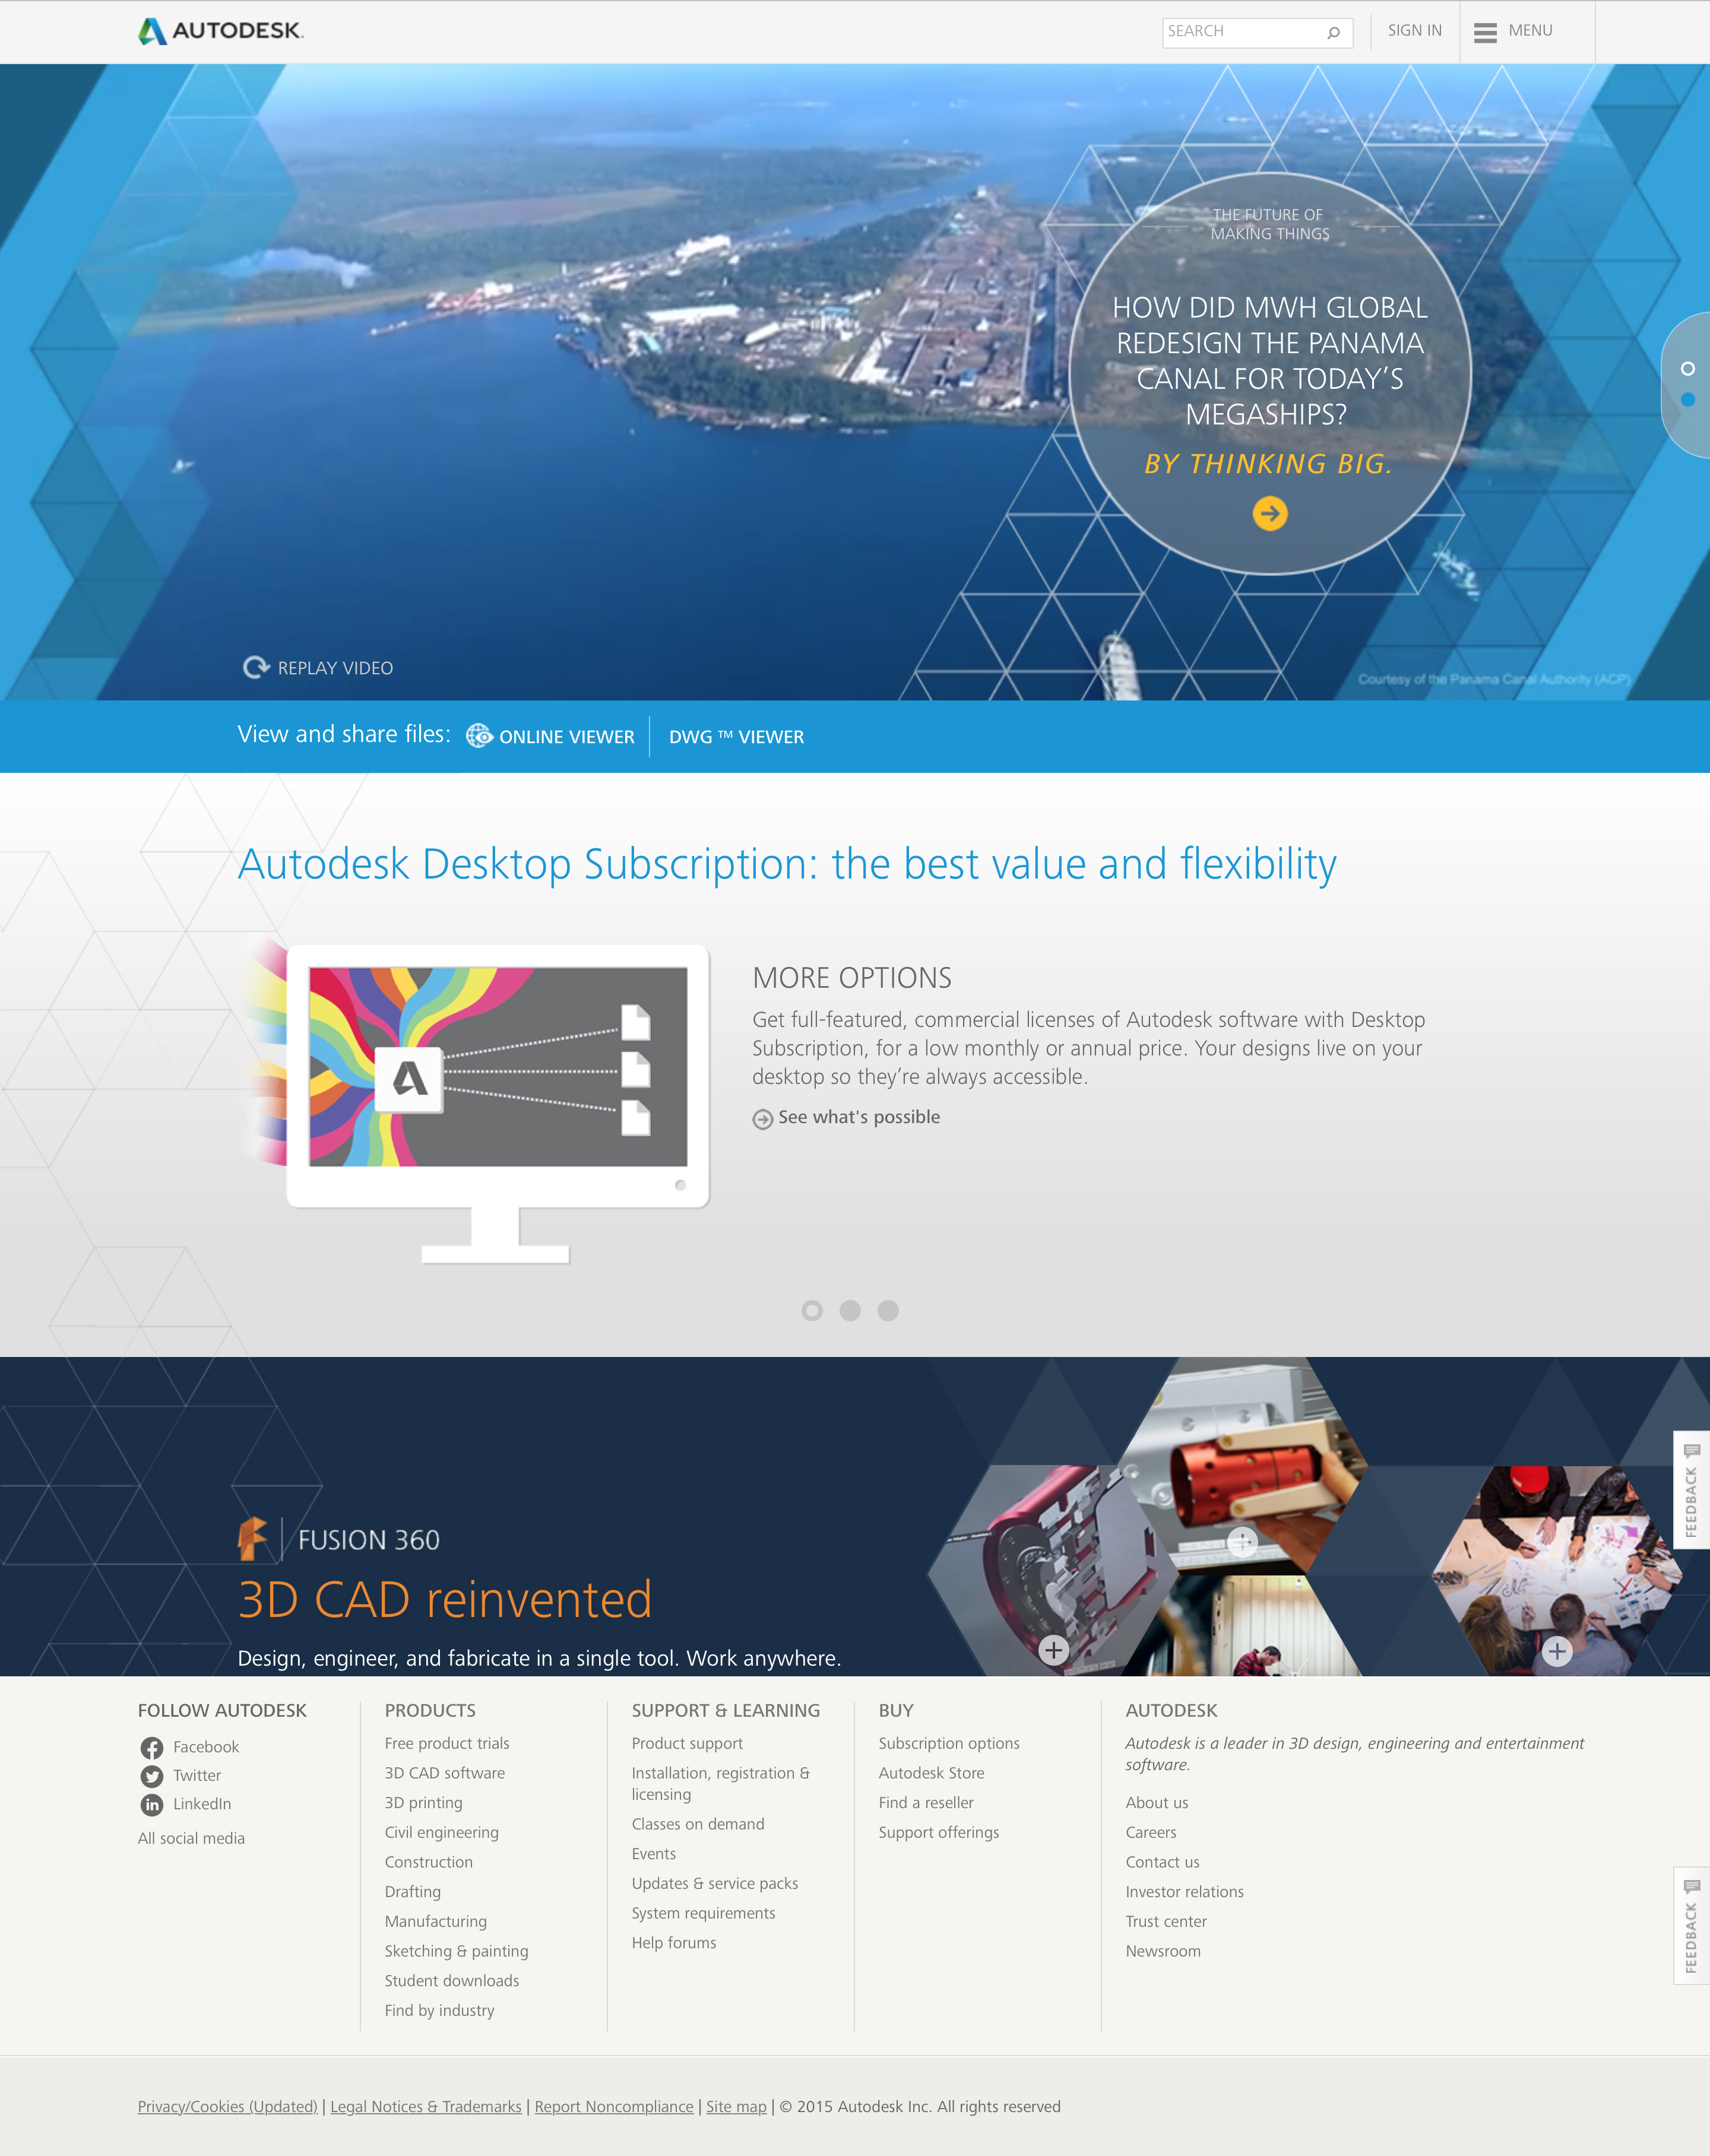 AUTODESK.
SEARCH
SIGN IN
MENU
THE FUTURE OF
MAKING THINGS
HOW DID MWH GLOBAL
REDESIGN THE PANAMA
CANAL FOR TODAY'S
MEGASHIPS?
BY THINKING BIG.
REPLAY VIDEO
Courtesy of the Panama Canal Authority (ACP)
View and share files:
ONLINE VIEWER
DWG ™ VIEWER
Autodesk Desktop Subscription: the best value and flexibility
MORE OPTIONS
Get full-featured, commercial licenses of Autodesk software with Desktop
Subscription, for a low monthly or annual price. Your designs live on your
desktop so they're always accessible.
See what's possible
FEEDBACK
FUSION 360
3D CAD reinvented
Design, engineer, and fabricate in a single tool. Work anywhere.
FOLLOW AUTODESK
Facebook
Twitter
LinkedIn
All social media
PRODUCTS
Free product trials
3D CAD software
3D printing
Civil engineering
Construction
Drafting
Manufacturing
Sketching & painting
Student downloads
Find by industry
SUPPORT & LEARNING
Product support
Installation, registration &
licensing
Classes on demand
Events
Updates & service packs
System requirements
Help forums
BUY
Subscription options
Autodesk Store
Find a reseller
Support offerings
AUTODESK
Autodesk is a leader in 3D design, engineering and entertainment
software.
About us
Careers
Contact us
Investor relations
Trust center
Newsroom
FEEDBACK
Privacy/Cookies (Updated) | Legal Notices & Trademarks | Report Noncompliance | Site map | © 2015 Autodesk Inc. All rights reserved